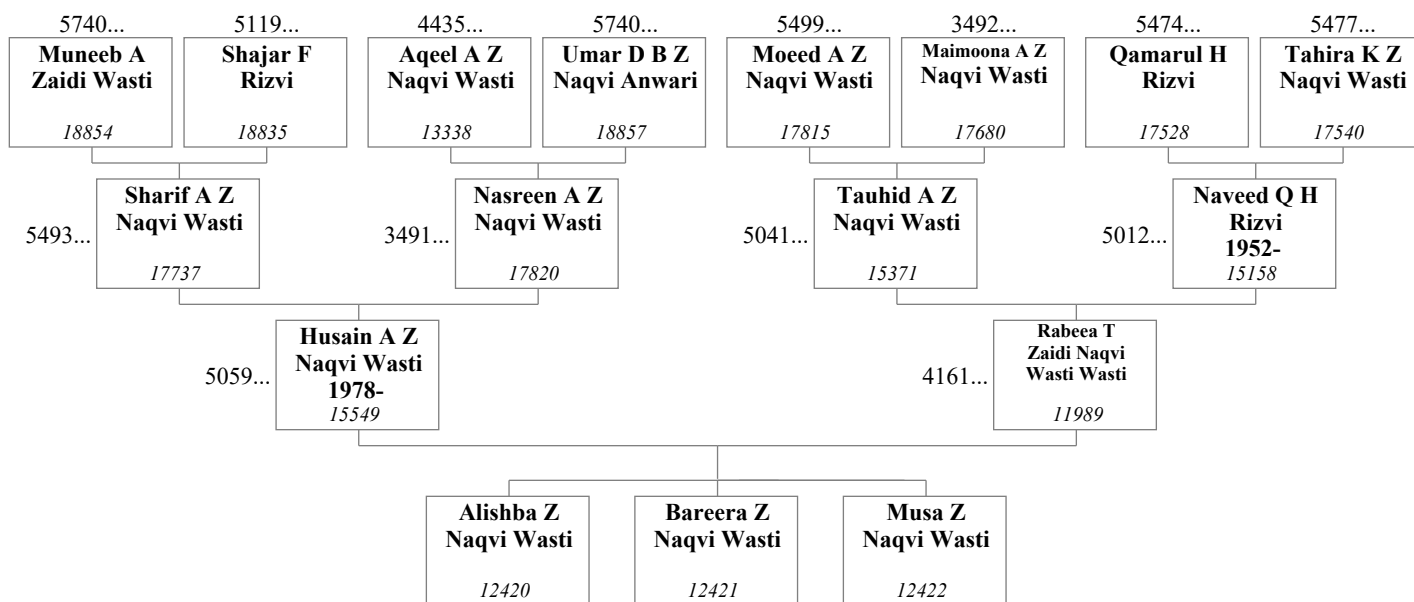 5740...
5119...
4435...
5740...
5499...
3492...
5474...
5477...
Muneeb A
Zaidi Wasti
18854
Shajar F
Rizvi
18835
Aqeel A Z
Naqvi Wasti
13338
Umar D B Z
Naqvi Anwari
18857
Moeed A Z
Naqvi Wasti
17815
Maimoona A Z
Naqvi Wasti
17680
Qamarul H
Rizvi
17528
Tahira K Z
Naqvi Wasti
17540
5493...
Sharif A Z
Naqvi Wasti
17737
3491...
Nasreen A Z
Naqvi Wasti
17820
5041...
Tauhid A Z
Naqvi Wasti
15371
5012...
Naveed Q H
Rizvi
1952-
15158
5059...
Husain A Z
Naqvi Wasti
1978-
15549
4161...
Rabeea T
Zaidi Naqvi
Wasti Wasti
11989
Alishba Z
Naqvi Wasti
12420
Bareera Z
Naqvi Wasti
12421
Musa Z
Naqvi Wasti
12422